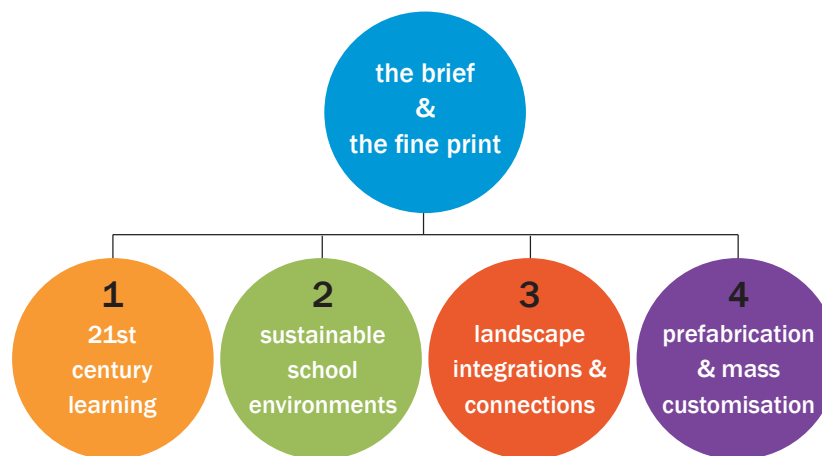 the brief
&
the fine print
1
21st
century
learning
2
sustainable
school
environments
3
landscape
integrations &
connections
4
prefabrication
& mass
customisation